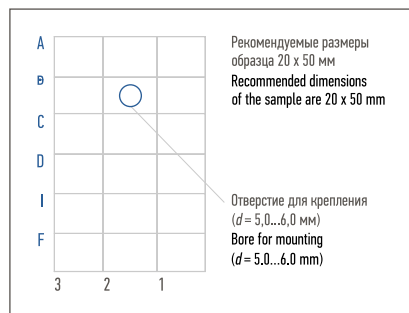 A
B
C
D
F
3 2 1
Рекомендуемые размеры
образца 20 x 50 мм
Recommended dimensions
of the sample are 20 x 50 mm
Отверстие для крепления
(d = 5,0...6,0 мм)
Bore for mounting
(d = 5.0...6.0 mm)